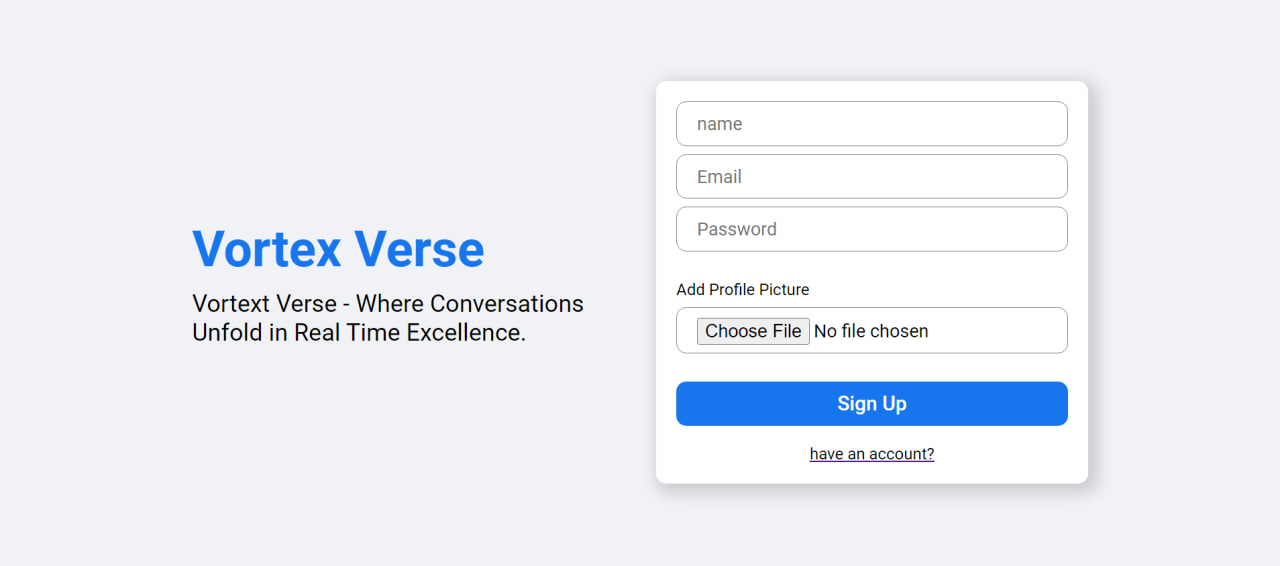 Vortex Verse
Vortext Verse - Where Conversations
Unfold in Real Time Excellence.
name
Email
Password
Add Profile Picture
Choose File No file chosen
Sign Up
have an account?